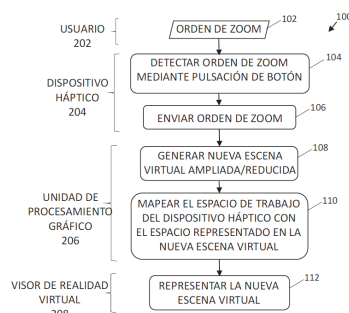 100
USUARIO
202
ORDEN DE ZOOM
102
DISPOSITIVO
HÁPTICO
204
DETECTAR ORDEN DE ZOOM
MEDIANTE PULSACIÓN DE BOTÓN
104
ENVIAR ORDEN DE ZOOM
106
UNIDAD DE
PROCESAMIENTO
GRÁFICO
206
GENERAR NUEVA ESCENA
VIRTUAL AMPLIADA/REDUCIDA
108
MAPEAR EL ESPACIO DE TRABAJO
DEL DISPOSITIVO HÁPTICO CON
EL ESPACIO REPRESENTADO EN LA
NUEVA ESCENA VIRTUAL
110
VISOR DE REALIDAD
VIRTUAL
REPRESENTAR LA NUEVA
ESCENA VIRTUAL
112